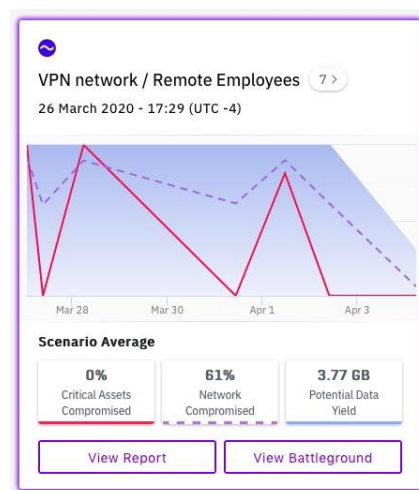 VPN network / Remote Employees 7 >
26 March 2020 - 17:29 (UTC -4)
Mar 28 Mar 30 Apr 1 Apr 3
Scenario Average
0% 61% 3.77 GB
Critical Assets Network Potential Data
Compromised Compromised Yield
View Report View Battleground